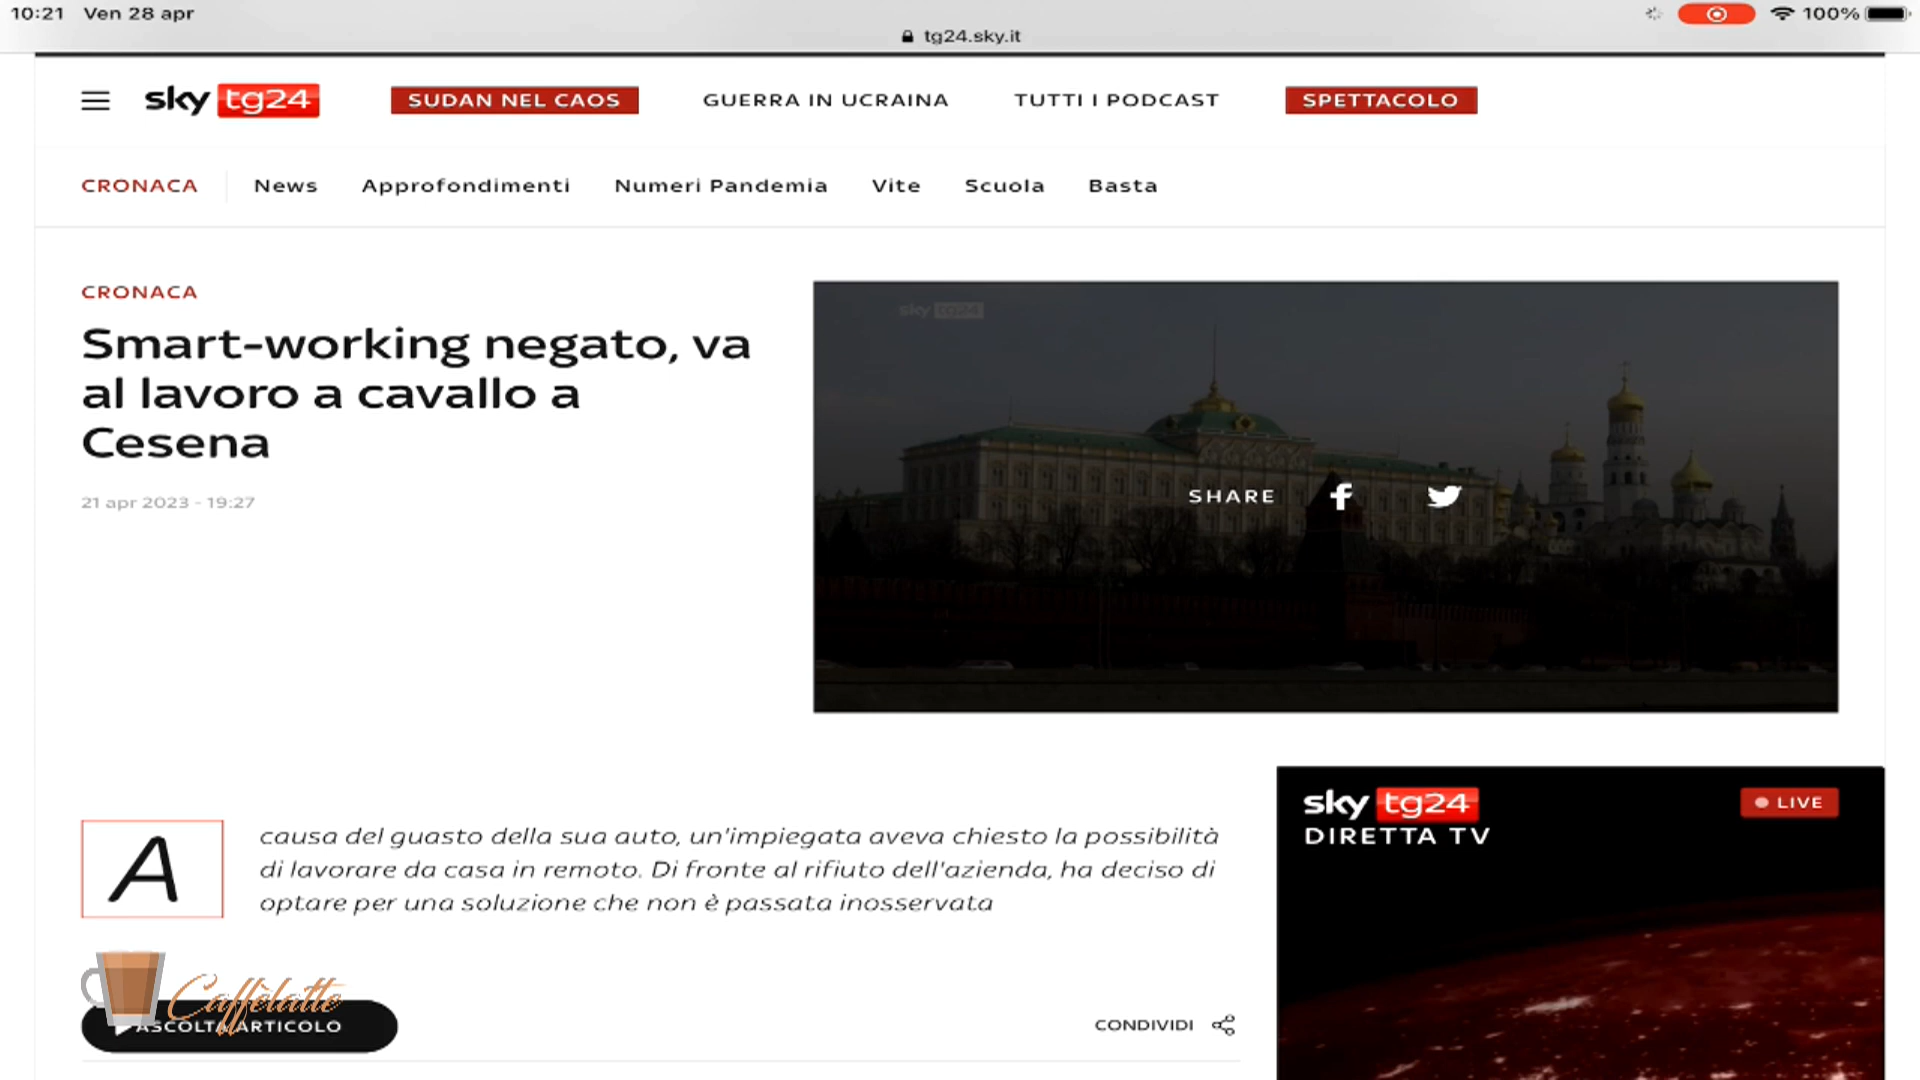 10:21 Ven 28 apr
100%
tg24.sky.it
sky tg24 SUDAN NEL CAOS GUERRA IN UCRAINA TUTTI I PODCAST SPETTACOLO
CRONACA News Approfondimenti Numeri Pandemia Vite Scuola Basta
CRONACA
Smart-working negato, va
al lavoro a cavallo a
Cesena
21 apr 2023 - 19:27
sky tg24
SHARE
A causa del guasto della sua auto, un'impiegata aveva chiesto la possibilità
di lavorare da casa in remoto. Di fronte al rifiuto dell'azienda, ha deciso di
optare per una soluzione che non è passata inosservata
Caffèlatte
ASCOLTA ARTICOLO
CONDIVIDI
sky tg24
LIVE
DIRETTA TV